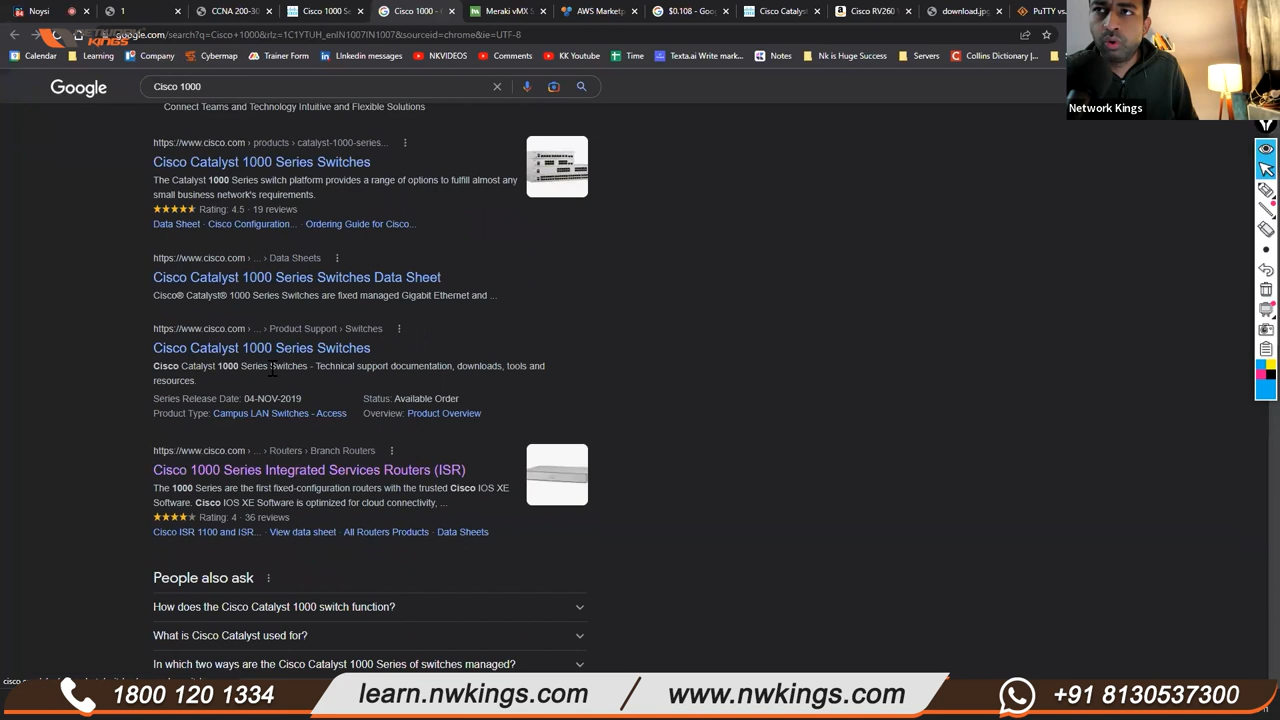 Noysi
1
CCNA 200-30
Cisco 1000 Se
Cisco 1000 -
Meraki vMX
AWS Marketp
$0.108 - Goog
Cisco Catalyst
Cisco RV260
download.jpg
PuTTY vs.
NETWORK
KINGS
google.com/search?q=Cisco+1000&rlz=1C1YTUH_enIN1007IN1007&sourceid=chrome&ie=UTF-8
Calendar
Learning
Company
Cybermap
Trainer Form
Linkedin messages
NKVIDEOS
Comments
KK Youtube
Team
Texta.ai Write mark...
Notes
Nk is Huge Success
Servers
Collins Dictionary |...
Network Kings
Google
Cisco 1000
Connect Teams and Technology Intuitive and Flexible Solutions
https://www.cisco.com › products › catalyst-1000-series...
Cisco Catalyst 1000 Series Switches
The Catalyst 1000 Series switch platform provides a range of options to fulfill almost any
small business network's requirements.
Rating: 4.5 · 19 reviews
Data Sheet · Cisco Configuration... · Ordering Guide for Cisco...
https://www.cisco.com › ... › Data Sheets
Cisco Catalyst 1000 Series Switches Data Sheet
Cisco® Catalyst® 1000 Series Switches are fixed managed Gigabit Ethernet and ...
https://www.cisco.com › ... › Product Support › Switches
Cisco Catalyst 1000 Series Switches
Cisco Catalyst 1000 Series Switches - Technical support documentation, downloads, tools and
resources.
Series Release Date: 04-NOV-2019
Status: Available Order
Product Type: Campus LAN Switches - Access
Overview: Product Overview
https://www.cisco.com › ... › Routers › Branch Routers
Cisco 1000 Series Integrated Services Routers (ISR)
The 1000 Series are the first fixed-configuration routers with the trusted Cisco IOS XE
Software. Cisco IOS XE Software is optimized for cloud connectivity, ...
Rating: 4 · 36 reviews
Cisco ISR 1100 and ISR... · View data sheet · All Routers Products · Data Sheets
People also ask
How does the Cisco Catalyst 1000 switch function?
What is Cisco Catalyst used for?
In which two ways are the Cisco Catalyst 1000 Series of switches managed?
1800 120 1334
learn.nwkings.com
/
www.nwkings.com
+91 8130537300